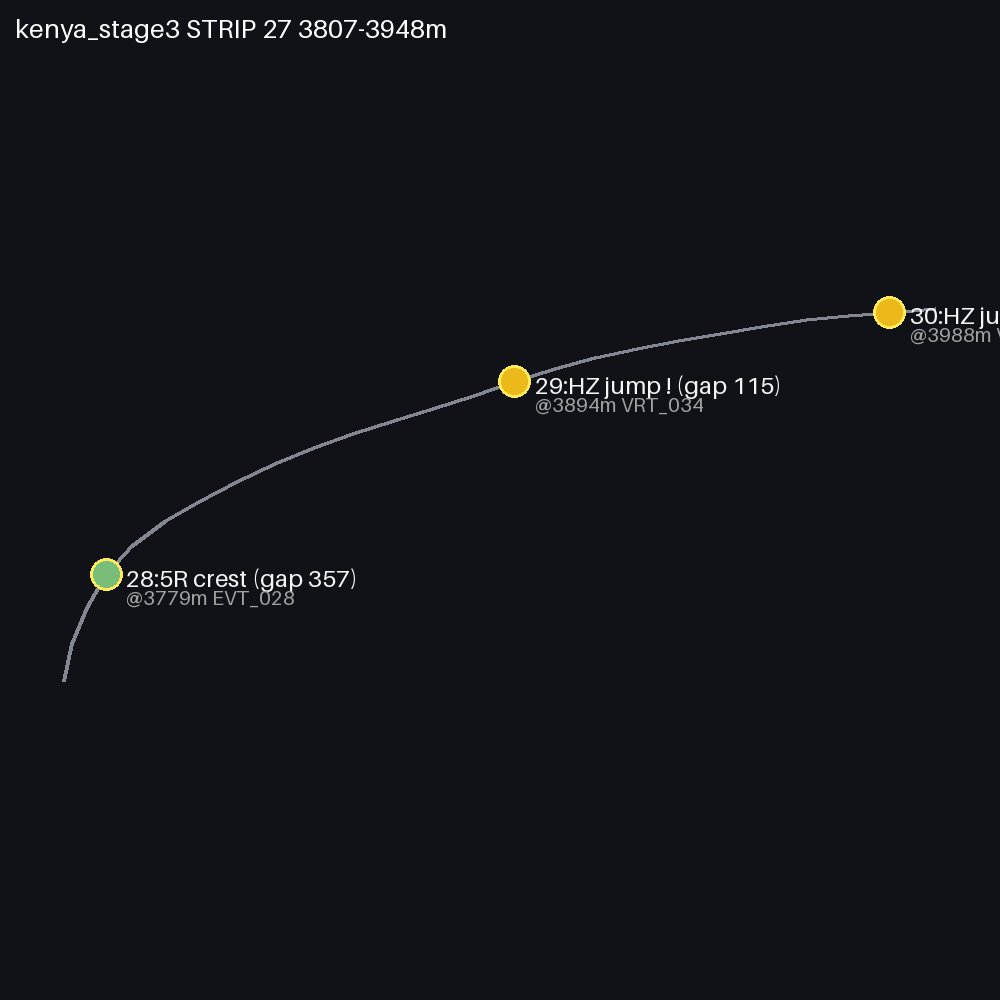 kenya_stage3 STRIP 27 3807-3948m
30:HZ ju
@3988m V
29:HZ jump ! (gap 115)
@3894m VRT_034
28:5R crest (gap 357)
@3779m EVT_028